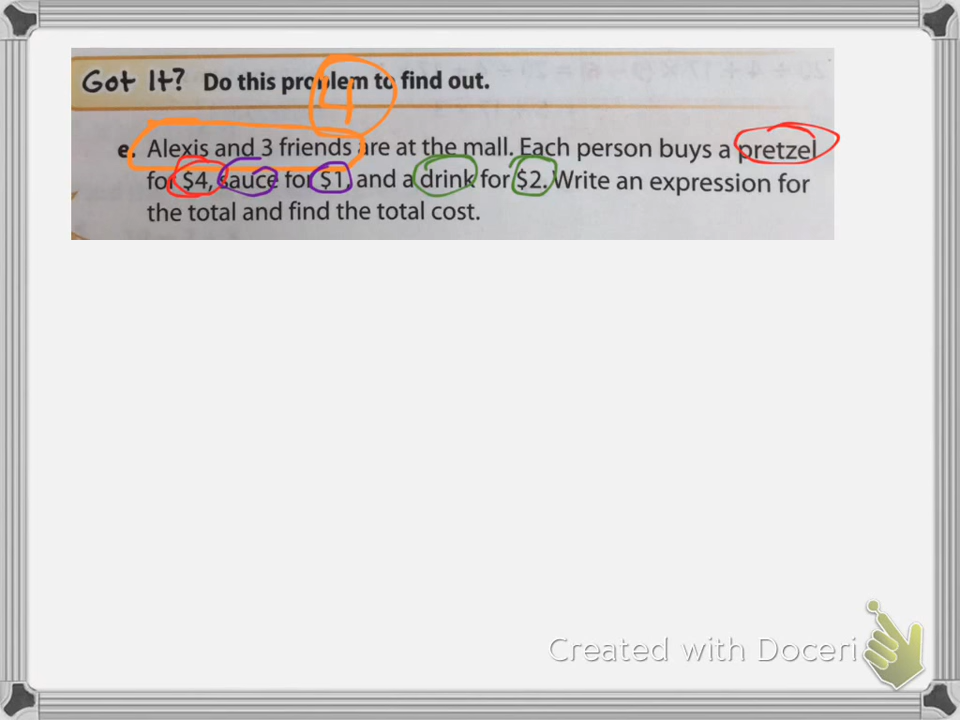 Got It? Do this problem to find out.
4
e. Alexis and 3 friends are at the mall. Each person buys a pretzel
for $4, sauce for $1, and a drink for $2. Write an expression for
the total and find the total cost.
Created with Doceri